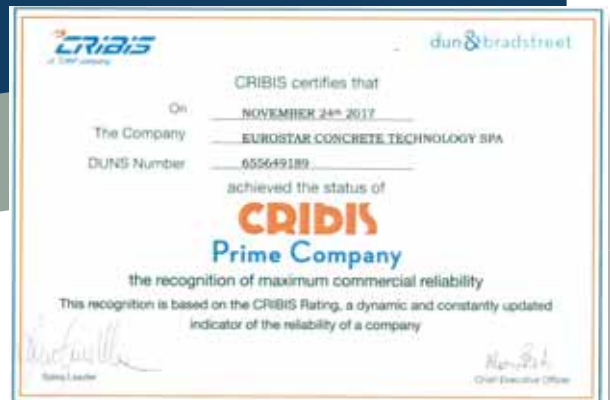 CRIBIS
dun & bradstreet
CRIBIS certifies that
On NOVEMBER 24th 2017
The Company EUROSTAR CONCRETE TECHNOLOGY SPA
DUNS Number 655649189
achieved the status of
CRIBIS
Prime Company
the recognition of maximum commercial reliability
This recognition is based on the CRIBIS Rating, a dynamic and constantly updated
indicator of the reliability of a company
Leader
Chief Executive Officer